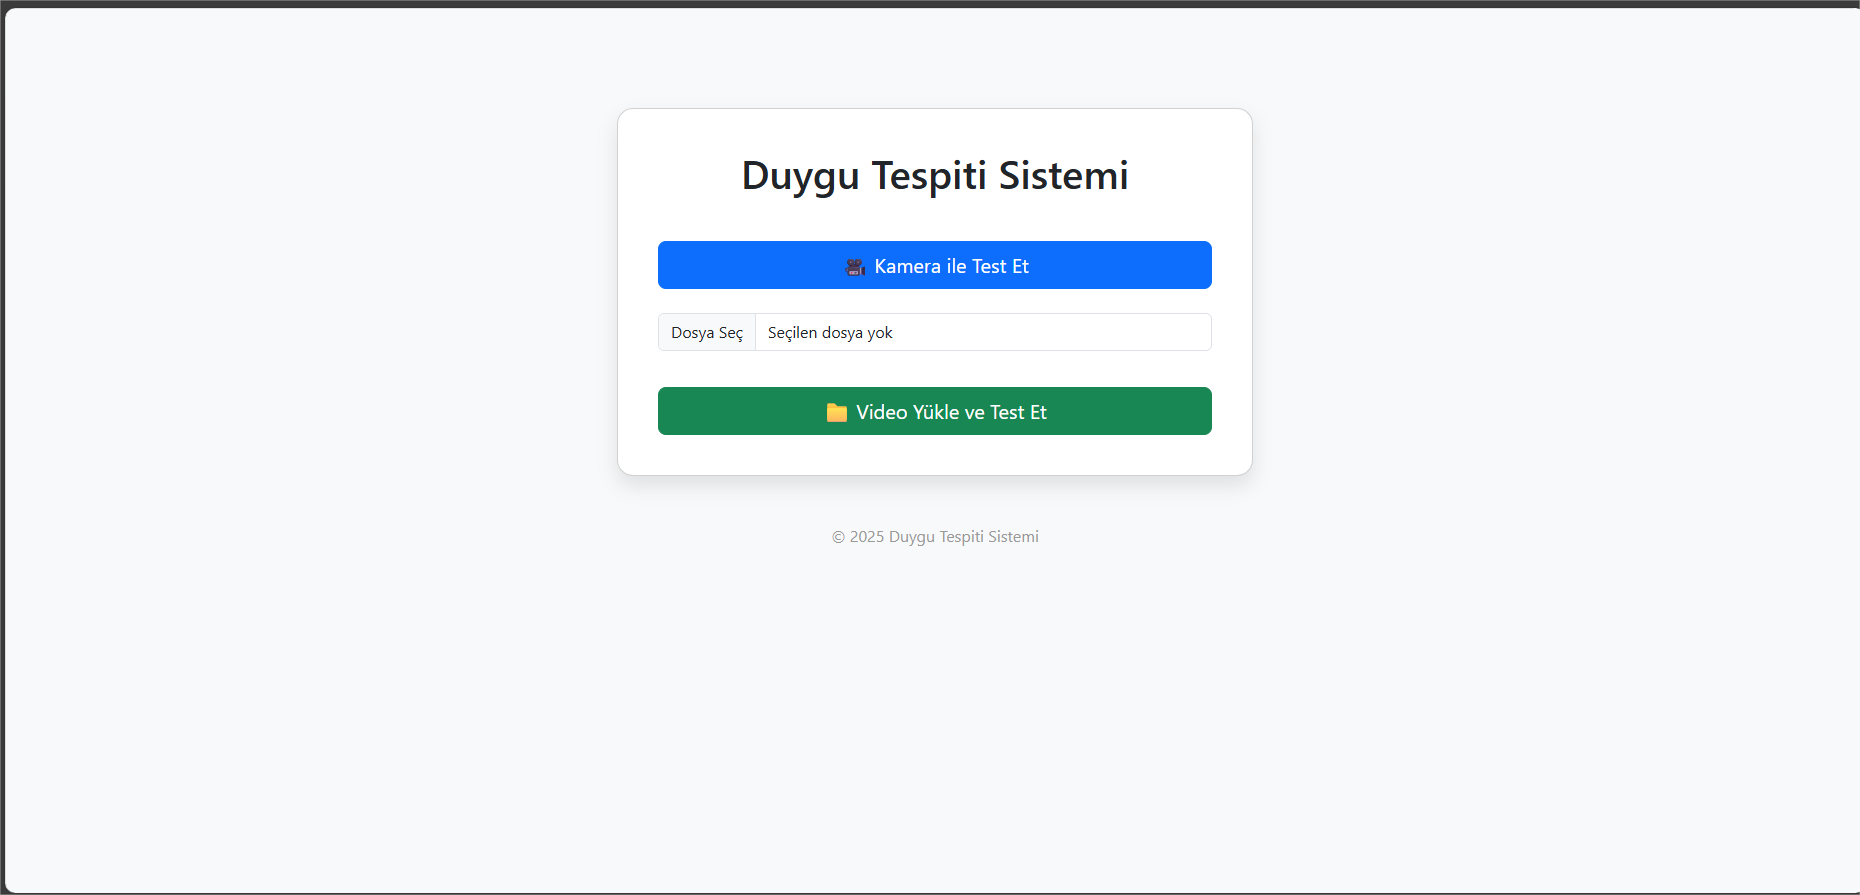 Duygu Tespiti Sistemi
Kamera ile Test Et
Dosya Seç Seçilen dosya yok
Video Yükle ve Test Et
© 2025 Duygu Tespiti Sistemi